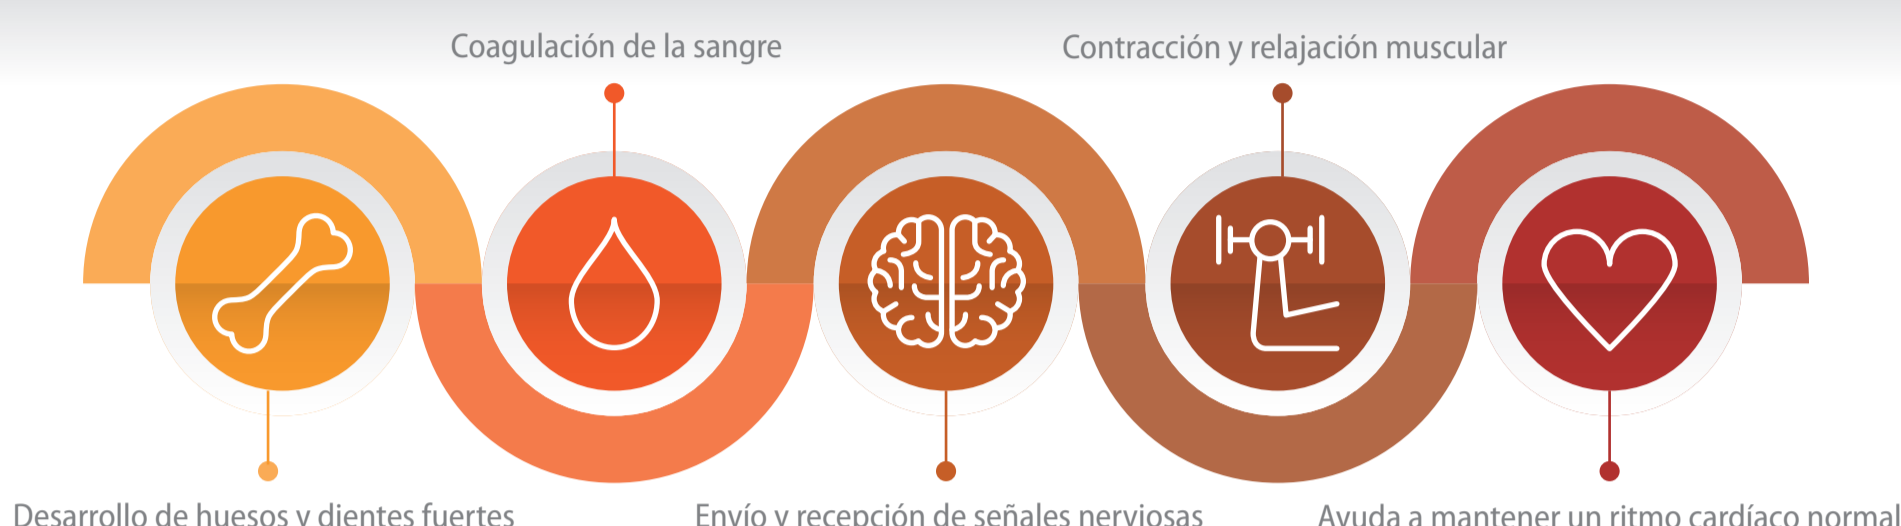 Coagulación de la sangre
Contracción y relajación muscular
Desarrollo de huesos y dientes fuertes
Envío y recepción de señales nerviosas
Ayuda a mantener un ritmo cardíaco normal